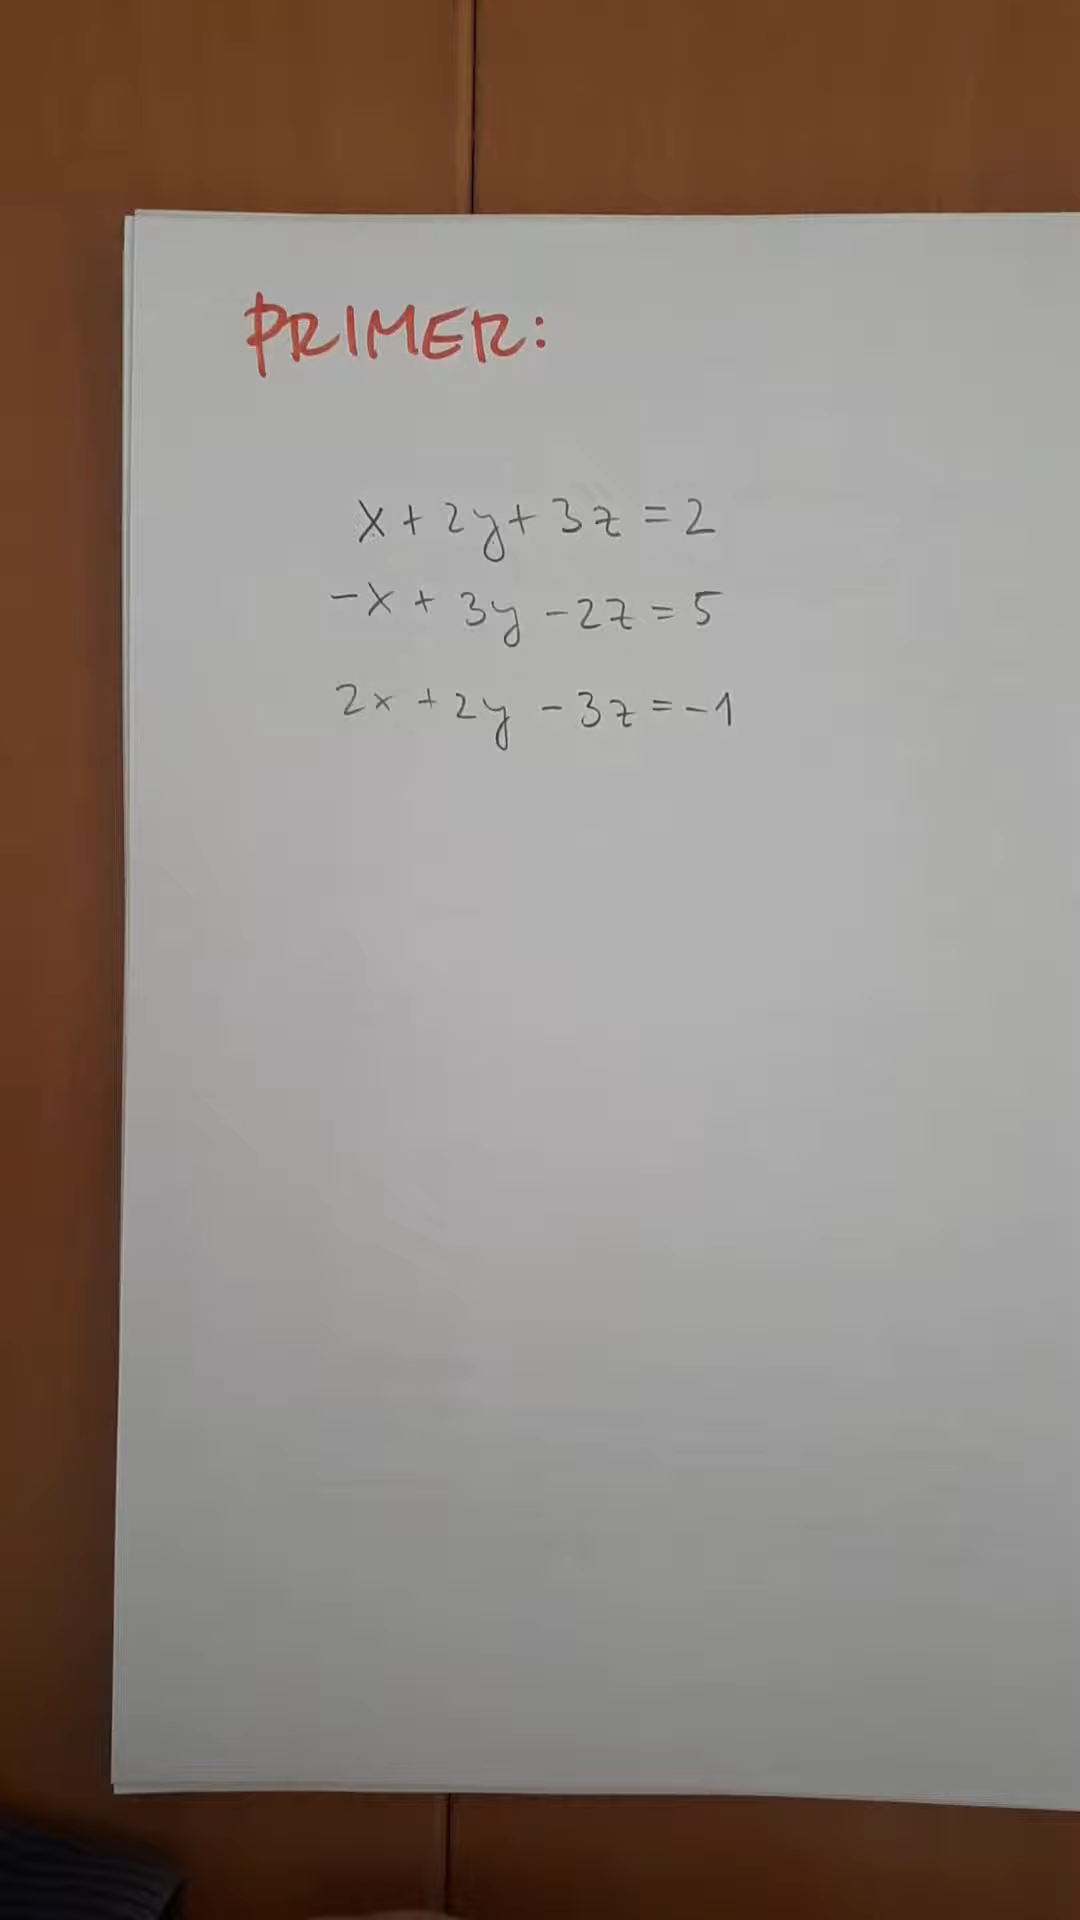 PRIMER:
x + 2y + 3z = 2
-x + 3y - 2z = 5
2x + 2y - 3z = -1